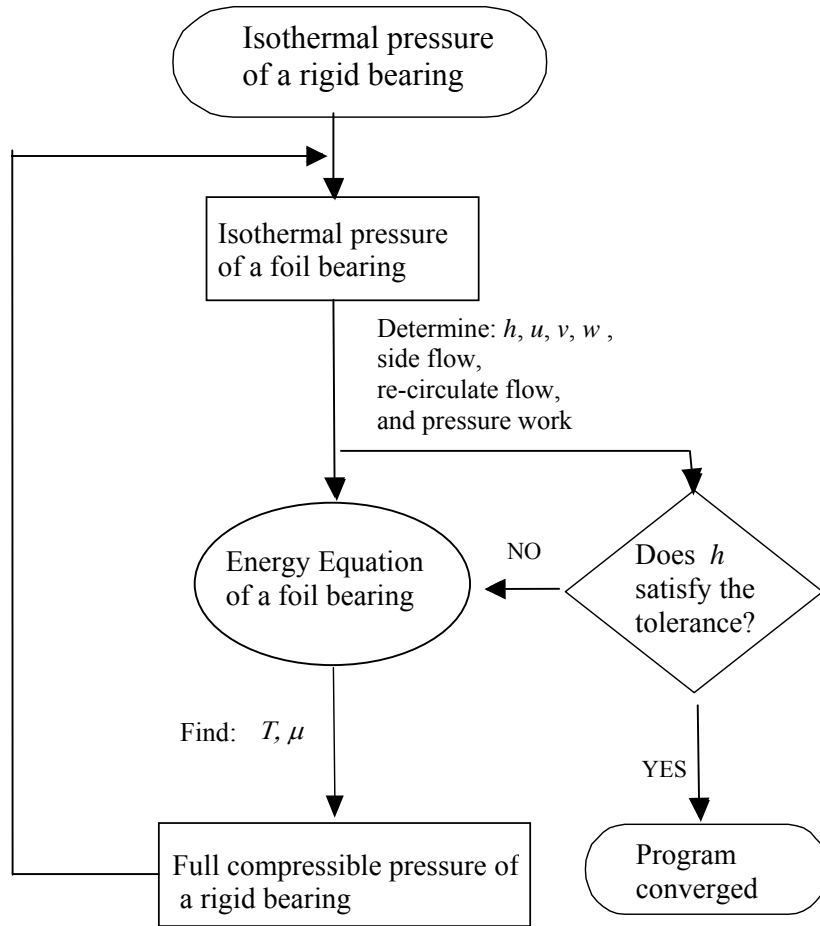 Isothermal pressure
of a rigid bearing
Isothermal pressure
of a foil bearing
Determine: h, u, v, w ,
side flow,
re-circulate flow,
and pressure work
Energy Equation
of a foil bearing
NO
Does h
satisfy the
tolerance?
Find: T, μ
YES
Full compressible pressure of
a rigid bearing
Program
converged